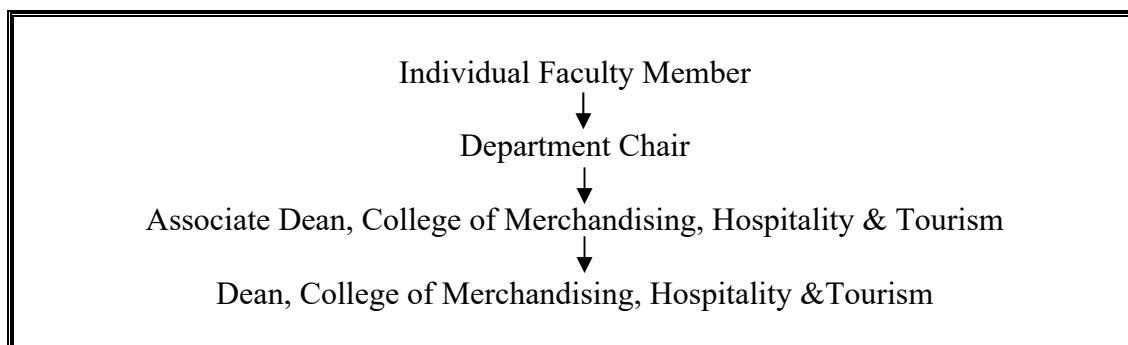 Individual Faculty Member
Department Chair
Associate Dean, College of Merchandising, Hospitality & Tourism
Dean, College of Merchandising, Hospitality &Tourism